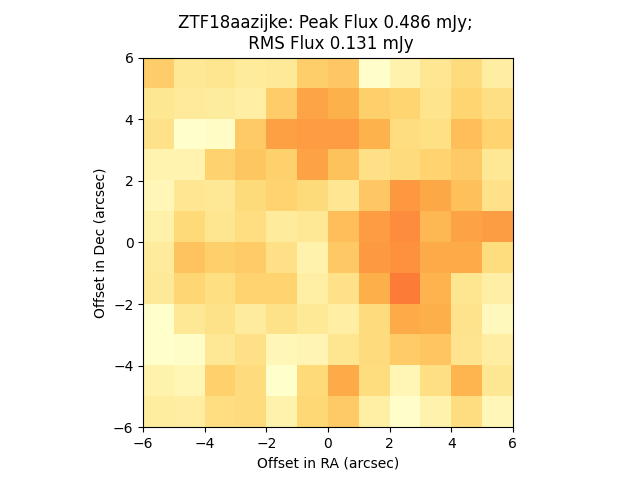 ZTF18aazijke: Peak Flux 0.486 mJy;
RMS Flux 0.131 mJy
6
4
2
0
−2
−4
−6
Offset in Dec (arcsec)
−6 −4 −2 0 2 4 6
Offset in RA (arcsec)